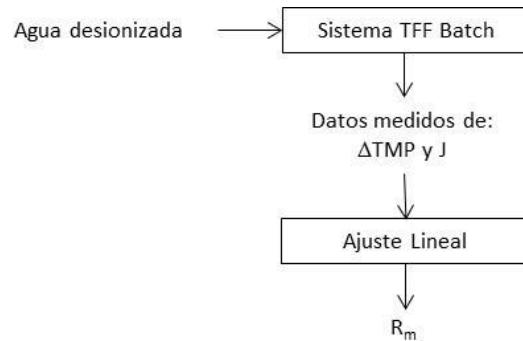 Agua desionizada
Sistema TFF Batch
Datos medidos de:
ΔTMP y J
Ajuste Lineal
Rₘ